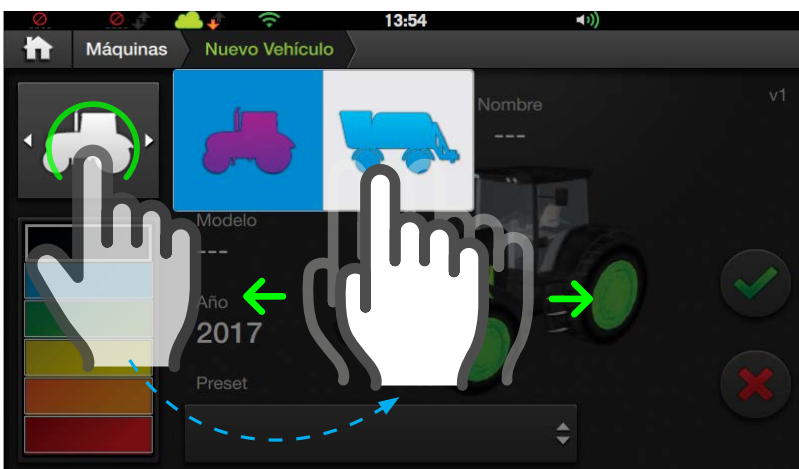 13:54
Máquinas
Nuevo Vehículo
Nombre
v1
---
Modelo
---
Año
2017
Preset